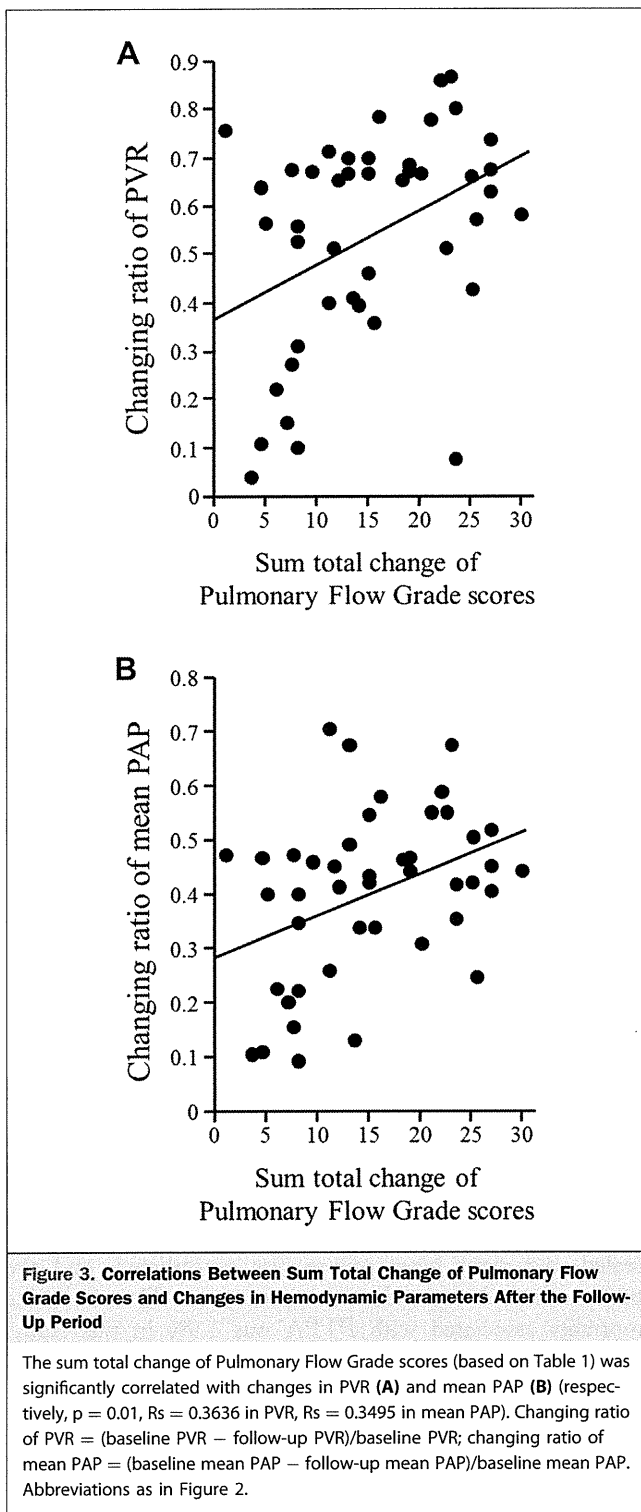 A
0.9
0.8
0.7
0.6
0.5
0.4
0.3
0.2
0.1
0
Changing ratio of PVR
0 5 10 15 20 25 30
Sum total change of
Pulmonary Flow Grade scores
B
0.8
0.7
0.6
0.5
0.4
0.3
0.2
0.1
0
Changing ratio of mean PAP
0 5 10 15 20 25 30
Sum total change of
Pulmonary Flow Grade scores
Figure 3. Correlations Between Sum Total Change of Pulmonary Flow
Grade Scores and Changes in Hemodynamic Parameters After the Follow-
Up Period
The sum total change of Pulmonary Flow Grade scores (based on Table 1) was
significantly correlated with changes in PVR (A) and mean PAP (B) (respec-
tively, p = 0.01, Rs = 0.3636 in PVR, Rs = 0.3495 in mean PAP). Changing ratio
of PVR = (baseline PVR − follow-up PVR)/baseline PVR; changing ratio of
mean PAP = (baseline mean PAP − follow-up mean PAP)/baseline mean PAP.
Abbreviations as in Figure 2.